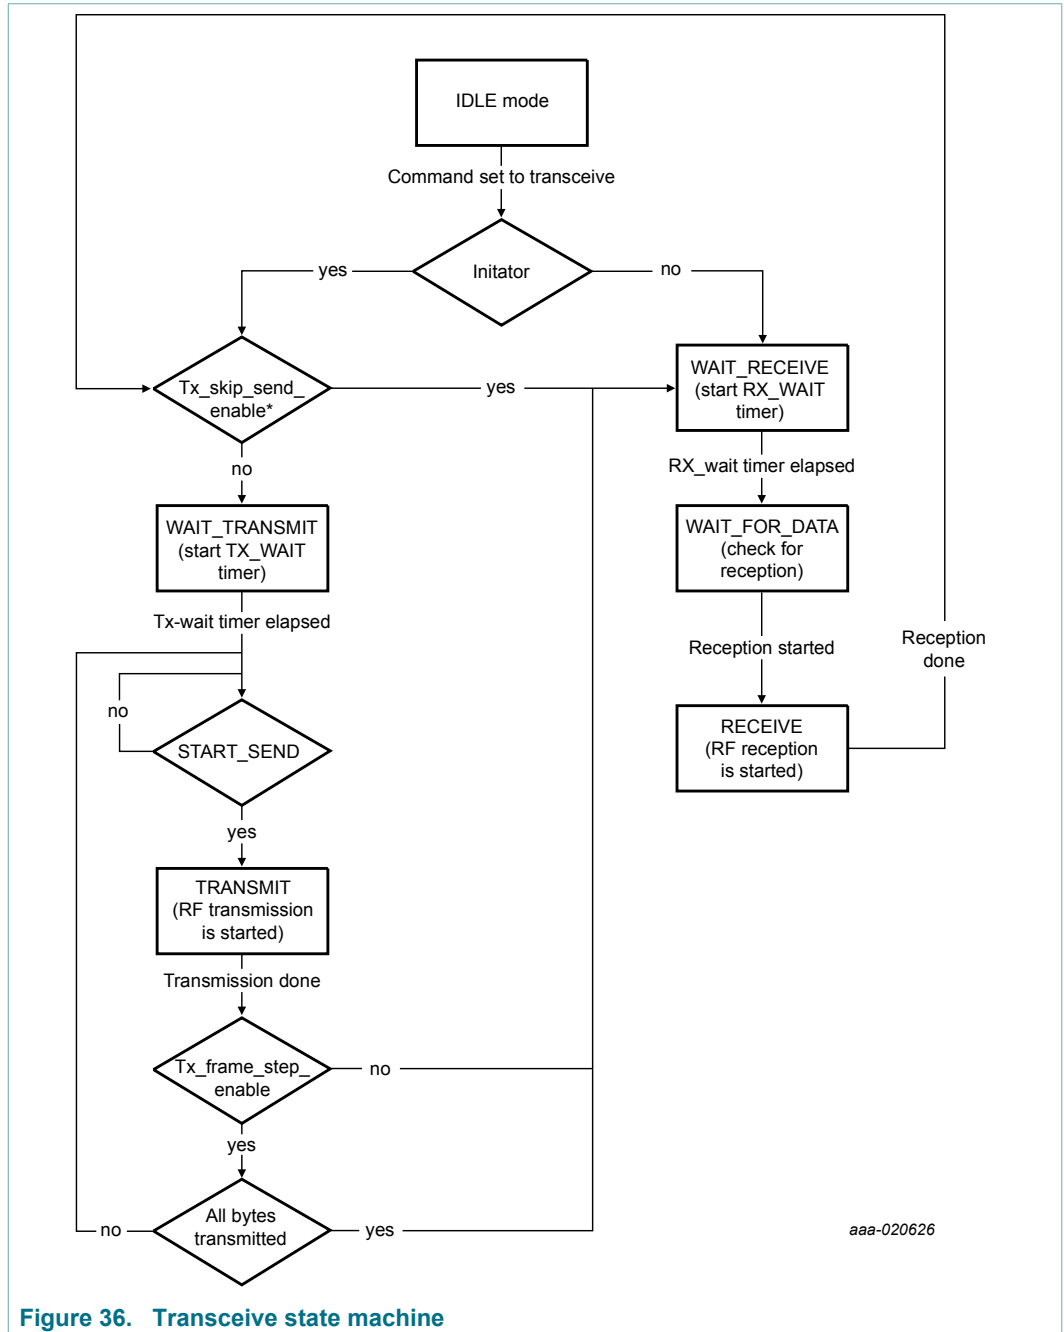 IDLE mode
Command set to transceive
Initator
yes
no
Tx_skip_send_
enable*
yes
WAIT_RECEIVE
(start RX_WAIT
timer)
no
RX_wait timer elapsed
WAIT_TRANSMIT
(start TX_WAIT
timer)
WAIT_FOR_DATA
(check for
reception)
Tx-wait timer elapsed
Reception started
Reception
done
no
START_SEND
RECEIVE
(RF reception
is started)
yes
TRANSMIT
(RF transmission
is started)
Transmission done
Tx_frame_step_
enable
no
yes
All bytes
transmitted
no
yes
aaa-020626
Figure 36. Transceive state machine